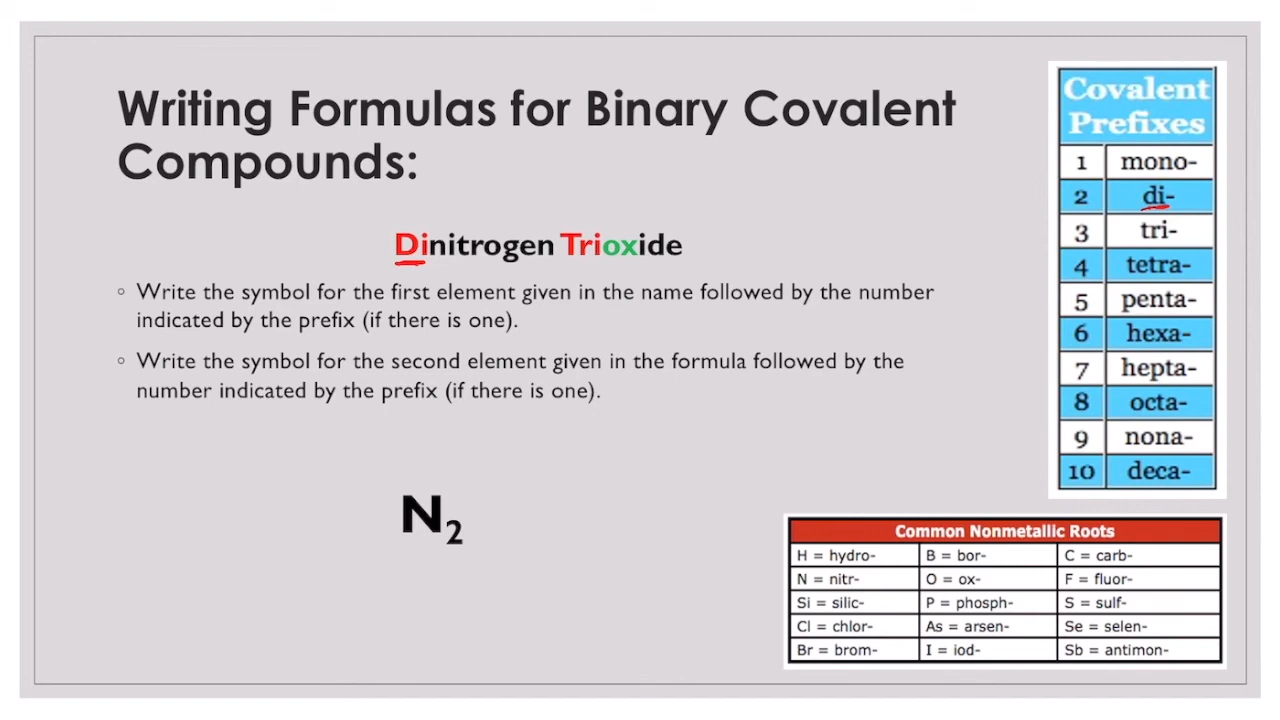 Writing Formulas for Binary Covalent
Compounds:
Dinitrogen Trioxide
◦ Write the symbol for the first element given in the name followed by the number
indicated by the prefix (if there is one).
◦ Write the symbol for the second element given in the formula followed by the
number indicated by the prefix (if there is one).
N₂
Covalent
Prefixes
1 mono-
2 di-
3 tri-
4 tetra-
5 penta-
6 hexa-
7 hepta-
8 octa-
9 nona-
10 deca-
Common Nonmetallic Roots
H = hydro- B = bor- C = carb-
N = nitr- O = ox- F = fluor-
Si = silic- P = phosph- S = sulf-
Cl = chlor- As = arsen- Se = selen-
Br = brom- I = iod- Sb = antimon-